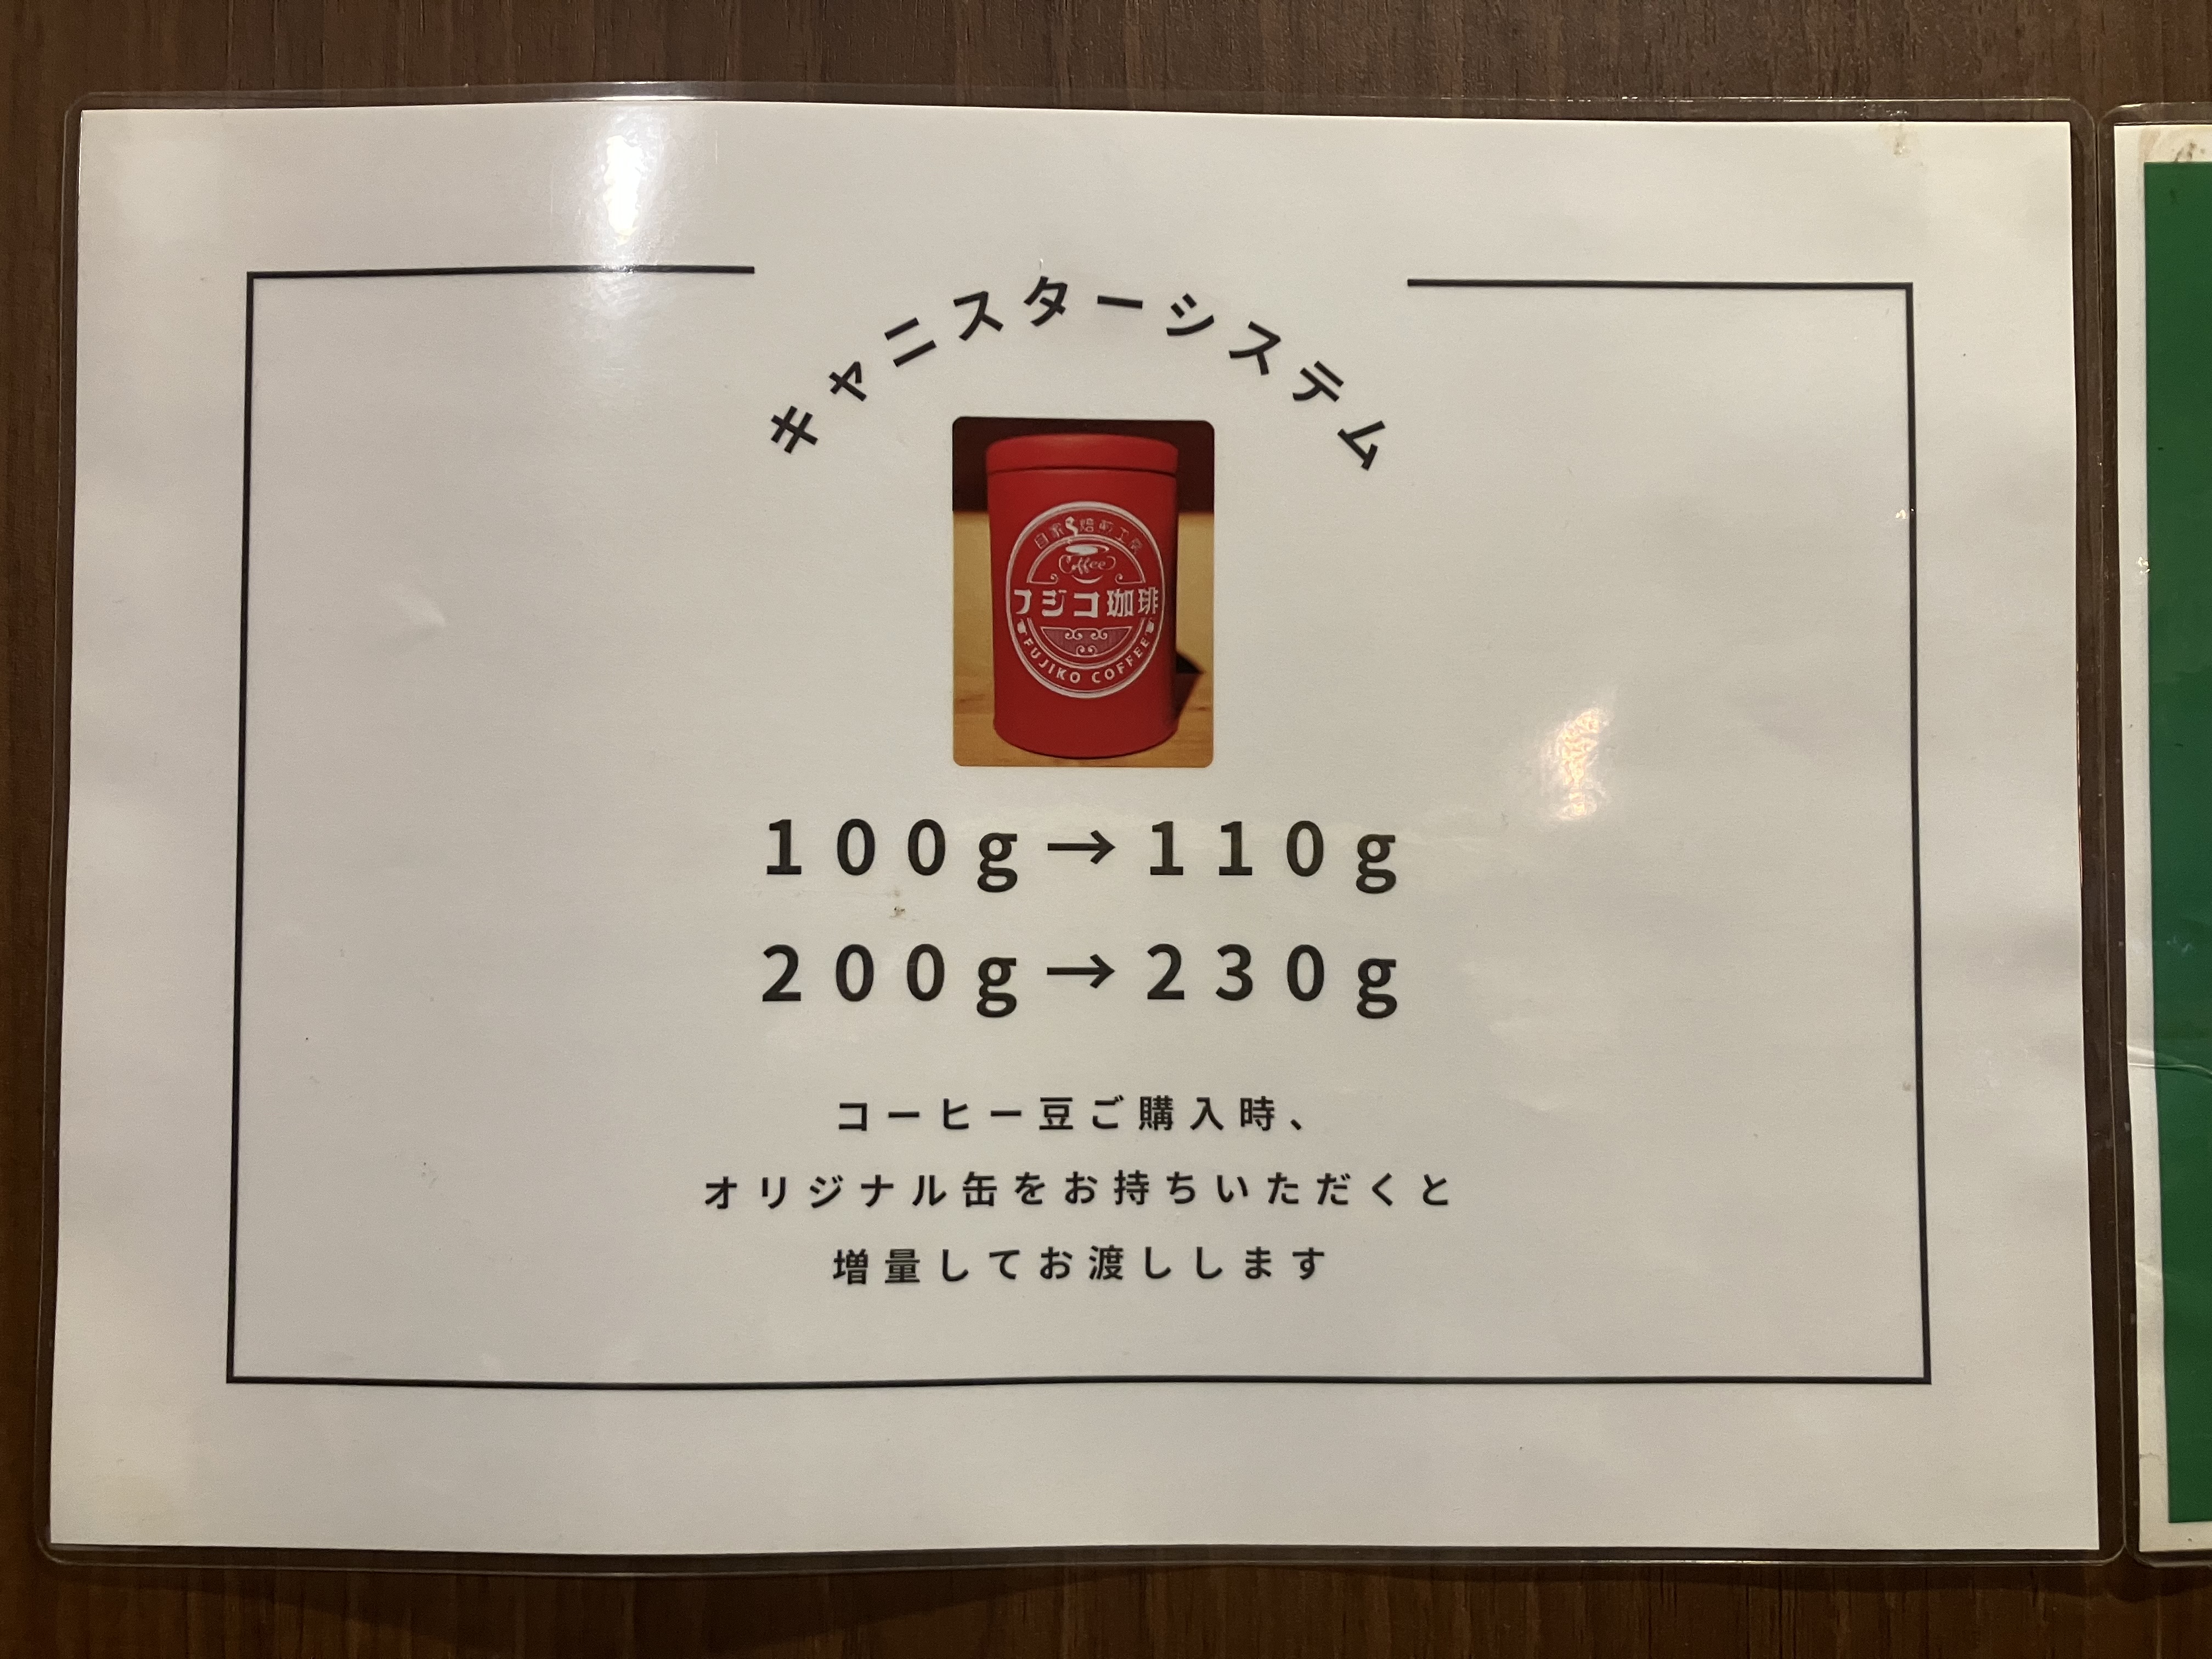 キャニスターシステム
自家焙煎工房
Coffee
フジコ珈琲
FUJIKO COFFEE
100g→110g
200g→230g
コーヒー豆ご購入時、
オリジナル缶をお持ちいただくと
増量してお渡しします